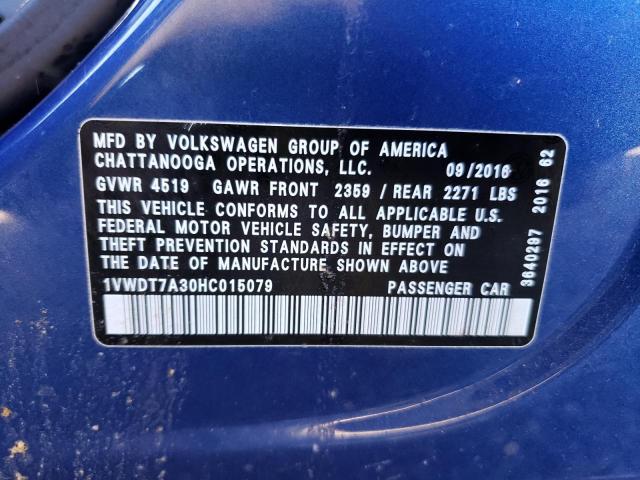 MFD BY VOLKSWAGEN GROUP OF AMERICA
CHATTANOOGA OPERATIONS, LLC. 09/2016
GVWR 4519 GAWR FRONT 2359 / REAR 2271 LBS
THIS VEHICLE CONFORMS TO ALL APPLICABLE U.S.
FEDERAL MOTOR VEHICLE SAFETY, BUMPER AND
THEFT PREVENTION STANDARDS IN EFFECT ON
THE DATE OF MANUFACTURE SHOWN ABOVE
1VWDT7A30HC015079 PASSENGER CAR
3640297 2016 62